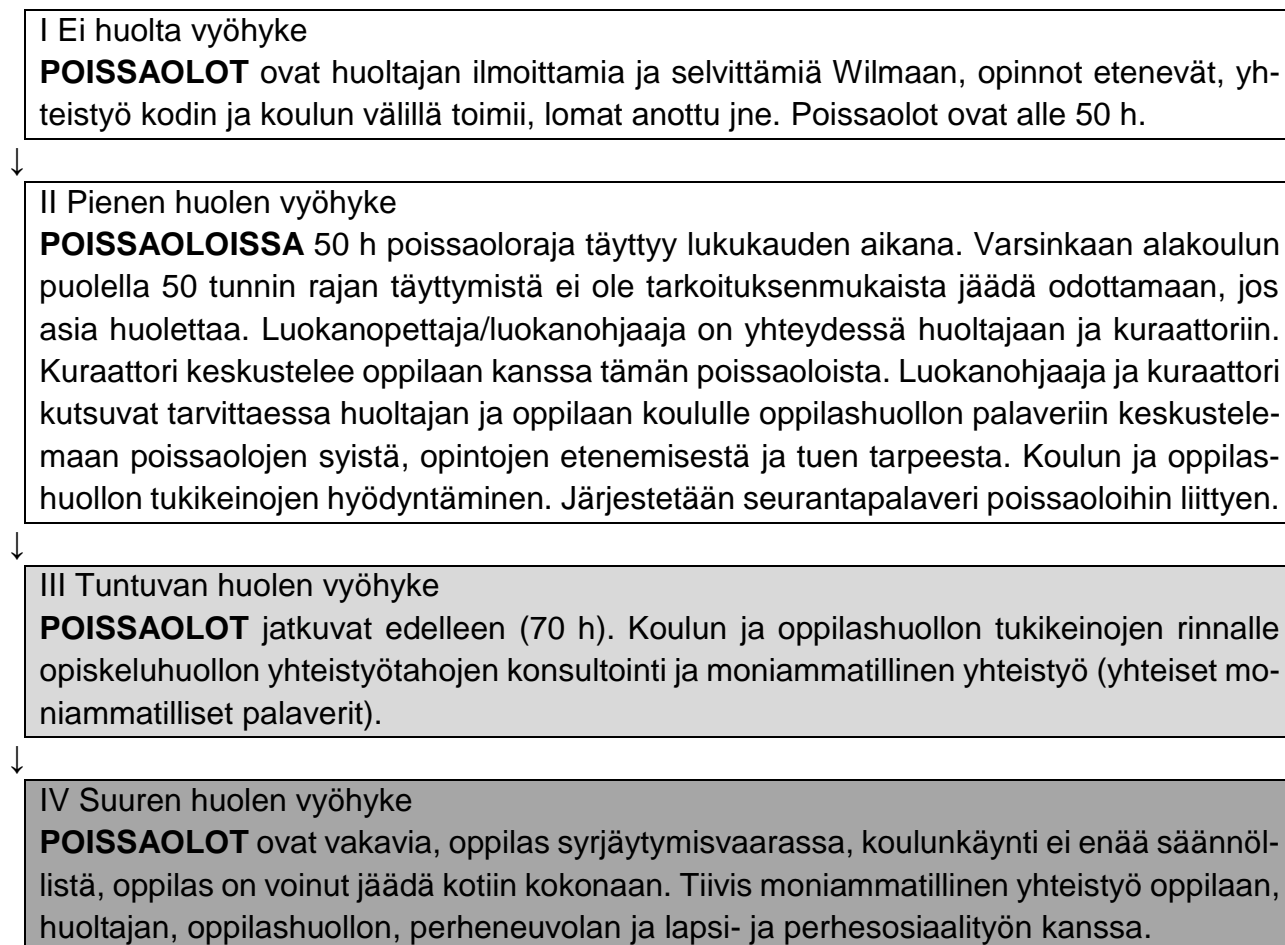 I Ei huolta vyöhyke
POISSAOLOT ovat huoltajan ilmoittamia ja selvittämiä Wilmaan, opinnot etenevät, yh-
teistyö kodin ja koulun välillä toimii, lomat anottu jne. Poissaolot ovat alle 50 h.
↓
II Pienen huolen vyöhyke
POISSAOLOISSA 50 h poissaoloraja täyttyy lukukauden aikana. Varsinkaan alakoulun
puolella 50 tunnin rajan täyttymistä ei ole tarkoituksenmukaista jäädä odottamaan, jos
asia huolettaa. Luokanopettaja/luokanohjaaja on yhteydessä huoltajaan ja kuraattoriin.
Kuraattori keskustelee oppilaan kanssa tämän poissaoloista. Luokanohjaaja ja kuraattori
kutsuvat tarvittaessa huoltajan ja oppilaan koululle oppilashuollon palaveriin keskustele-
maan poissaolojen syistä, opintojen etenemisestä ja tuen tarpeesta. Koulun ja oppilas-
huollon tukikeinojen hyödyntäminen. Järjestetään seurantapalaveri poissaoloihin liittyen.
↓
III Tuntuvan huolen vyöhyke
POISSAOLOT jatkuvat edelleen (70 h). Koulun ja oppilashuollon tukikeinojen rinnalle
opiskeluhuollon yhteistyötahojen konsultointi ja moniammatillinen yhteistyö (yhteiset mo-
niammatilliset palaverit).
↓
IV Suuren huolen vyöhyke
POISSAOLOT ovat vakavia, oppilas syrjäytymisvaarassa, koulunkäynti ei enää säännöl-
listä, oppilas on voinut jäädä kotiin kokonaan. Tiivis moniammatillinen yhteistyö oppilaan,
huoltajan, oppilashuollon, perheneuvolan ja lapsi- ja perhesosiaalityön kanssa.